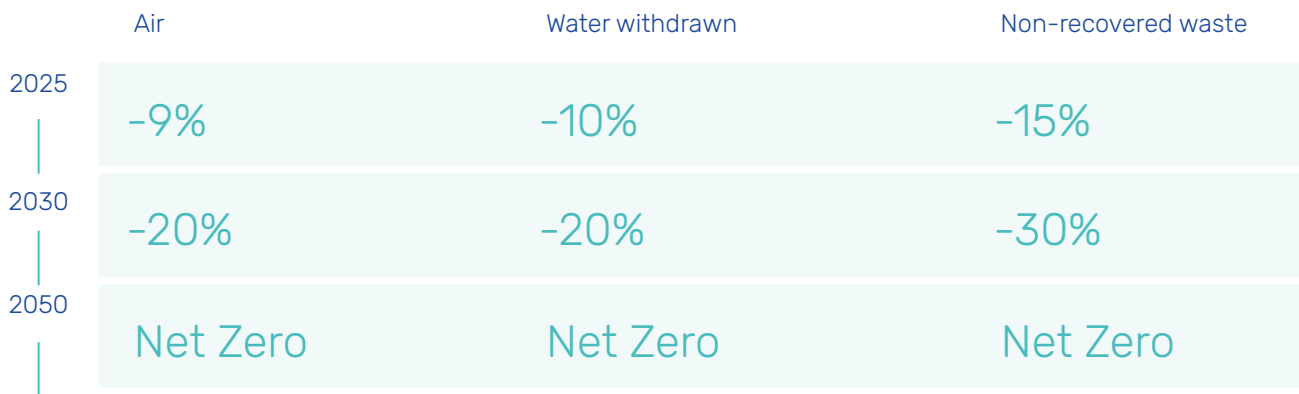 Air Water withdrawn Non-recovered waste
2025
-9% -10% -15%
2030
-20% -20% -30%
2050
Net Zero Net Zero Net Zero